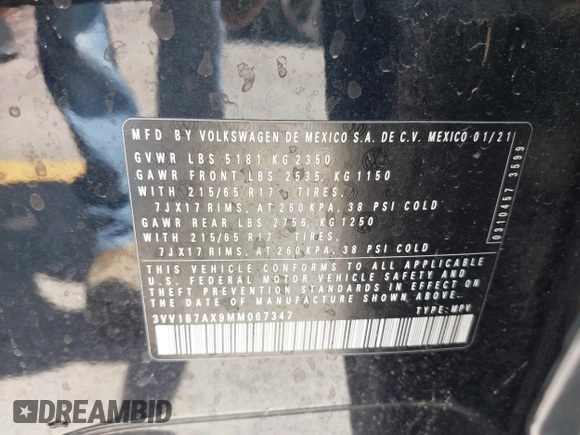 MFD BY VOLKSWAGEN DE MEXICO S.A. DE C.V. MEXICO 01/21
GVWR LBS 5181 KG 2350
GAWR FRONT LBS 2535, KG 1150
WITH 215/65 R17 TIRES,
7JX17 RIMS, AT 260 KPA, 38 PSI COLD
GAWR REAR LBS 2756, KG 1250
WITH 215/65 R17 TIRES,
7JX17 RIMS, AT 260 KPA, 38 PSI COLD
THIS VEHICLE CONFORMS TO ALL APPLICABLE
U.S. FEDERAL MOTOR VEHICLE SAFETY AND
THEFT PREVENTION STANDARDS IN EFFECT ON
THE DATE OF MANUFACTURE SHOWN ABOVE.
3VV1B7AX9MM067347 TYPE: MPV
0310457 3599
DREAMBID